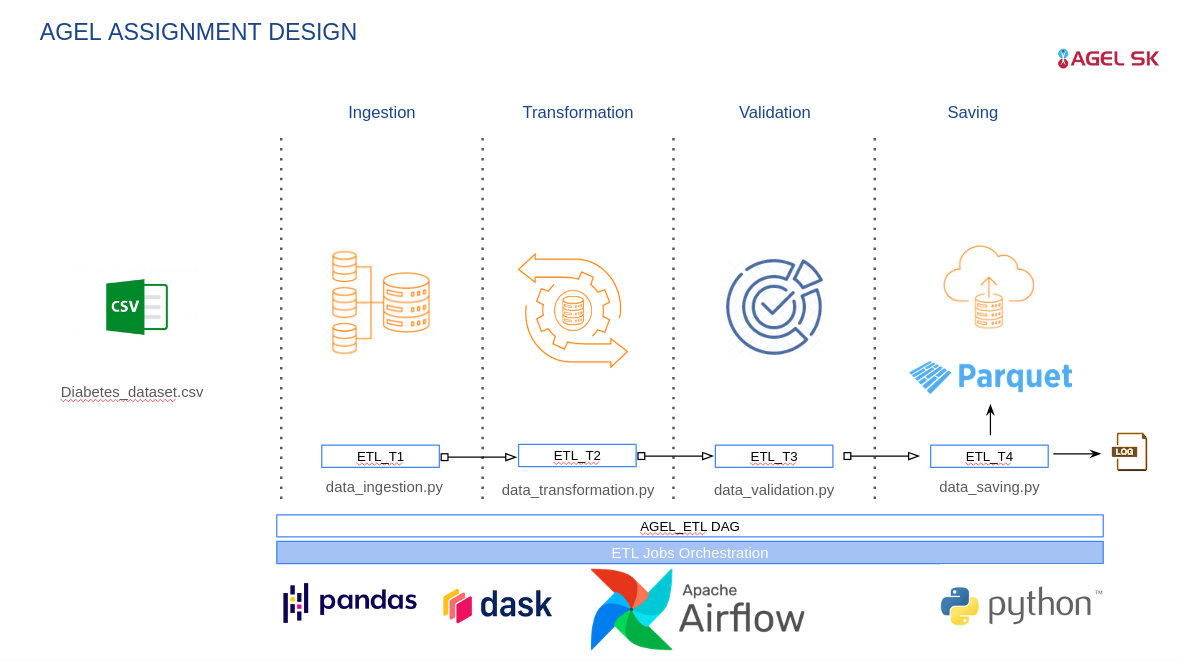 AGEL ASSIGNMENT DESIGN
AGEL SK
Ingestion
Transformation
Validation
Saving
CSV
Diabetes_dataset.csv
Parquet
ETL_T1
ETL_T2
ETL_T3
ETL_T4
LOG
data_ingestion.py
data_transformation.py
data_validation.py
data_saving.py
AGEL_ETL DAG
ETL Jobs Orchestration
pandas
dask
Apache
Airflow
python™